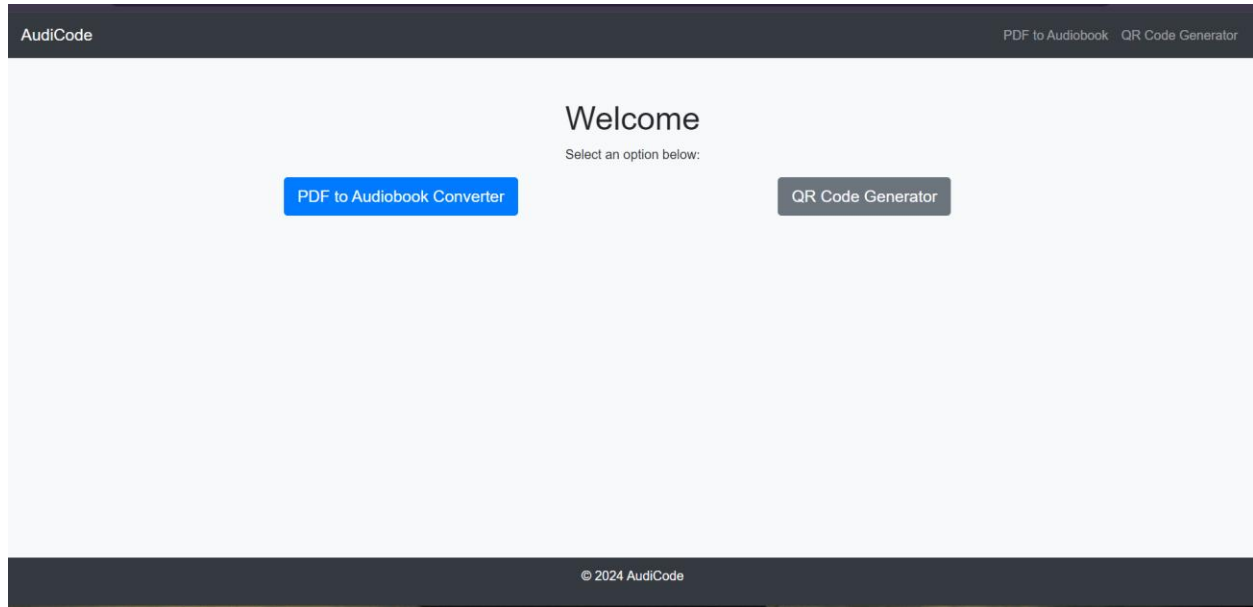 AudiCode PDF to Audiobook QR Code Generator
Welcome
Select an option below:
PDF to Audiobook Converter QR Code Generator
© 2024 AudiCode